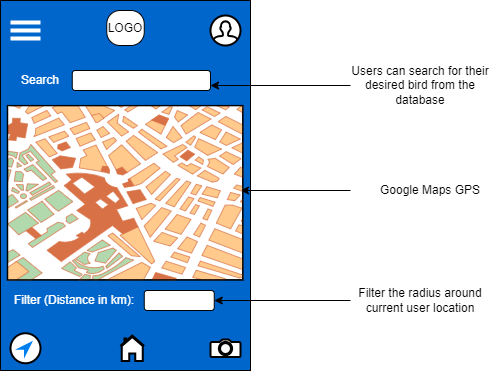 LOGO
Search
Users can search for their
desired bird from the
database
Google Maps GPS
Filter (Distance in km):
Filter the radius around
current user location